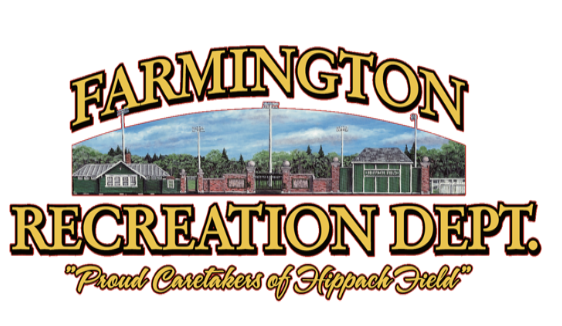 FARMINGTON
RECREATION DEPT.
"Proud Caretakers of Hippach Field"